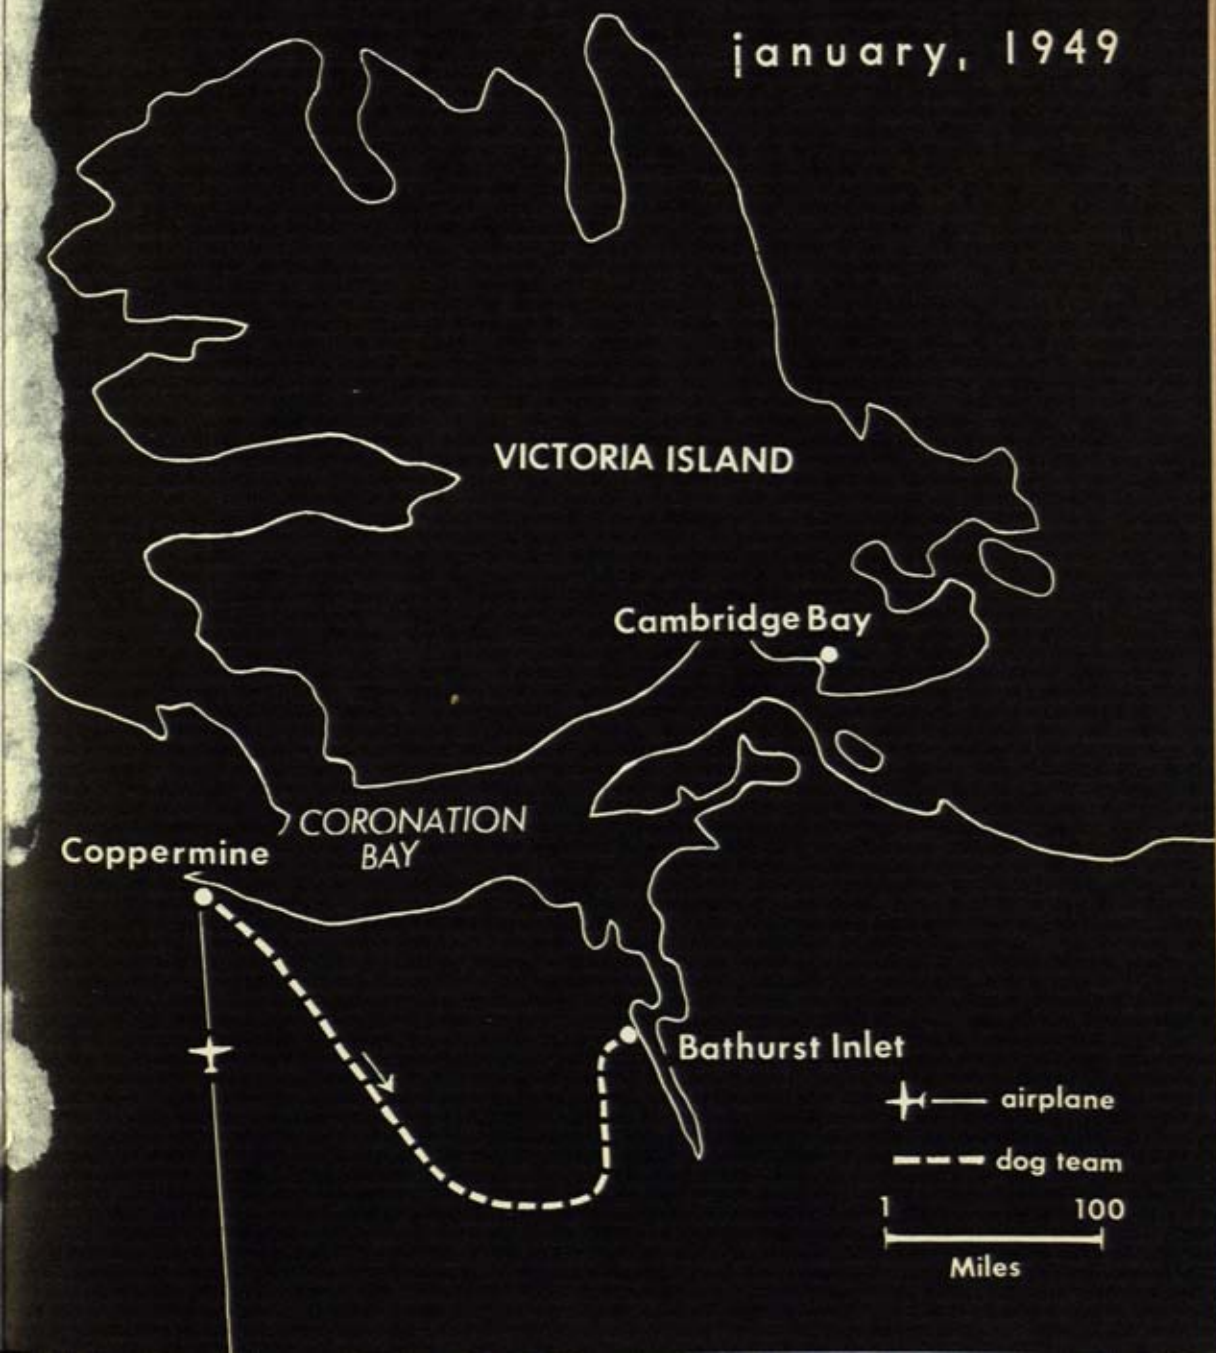 january, 1949
VICTORIA ISLAND
Cambridge Bay
CORONATION
BAY
Coppermine
Bathurst Inlet
airplane
dog team
1 100
Miles